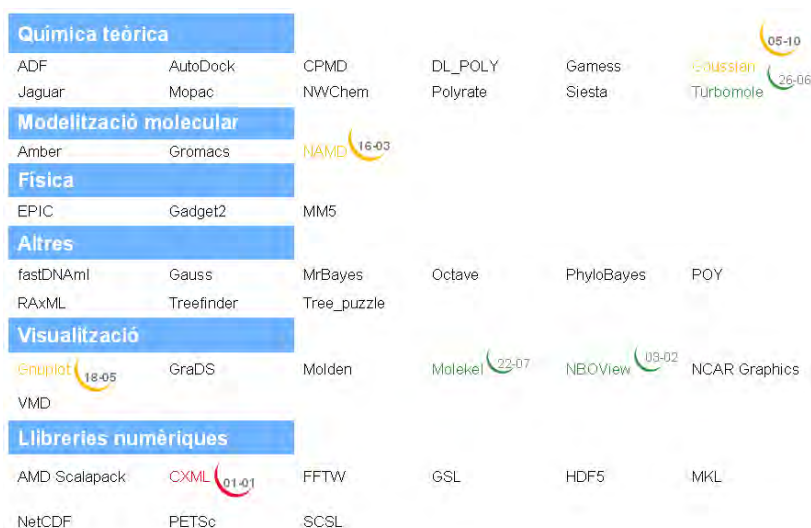 Química teòrica
05-10
ADF AutoDock CPMD DL_POLY Gamess Gaussian
26-06
Jaguar Mopac NWChem Polyrate Siesta Turbomole
Modelització molecular
Amber Gromacs NAMD 16-03
Física
EPIC Gadget2 MM5
Altres
fastDNAml Gauss MrBayes Octave PhyloBayes POY
RAxML Treefinder Tree_puzzle
Visualització
Gnuplot 18-05 GraDS Molden Molekel 22-07 NBOView 03-02 NCAR Graphics
VMD
Llibreries numèriques
AMD Scalapack CXML 01-01 FFTW GSL HDF5 MKL
NetCDF PETSc SCSL